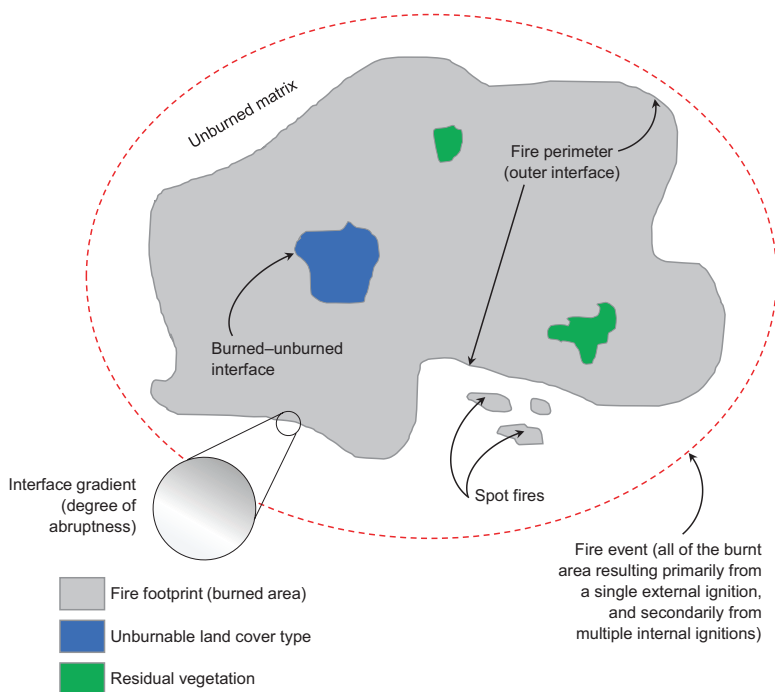 Unburned matrix
Fire perimeter
(outer interface)
Burned–unburned
interface
Interface gradient
(degree of
abruptness)
Spot fires
Fire event (all of the burnt
area resulting primarily from
a single external ignition,
and secondarily from
multiple internal ignitions)
Fire footprint (burned area)
Unburnable land cover type
Residual vegetation